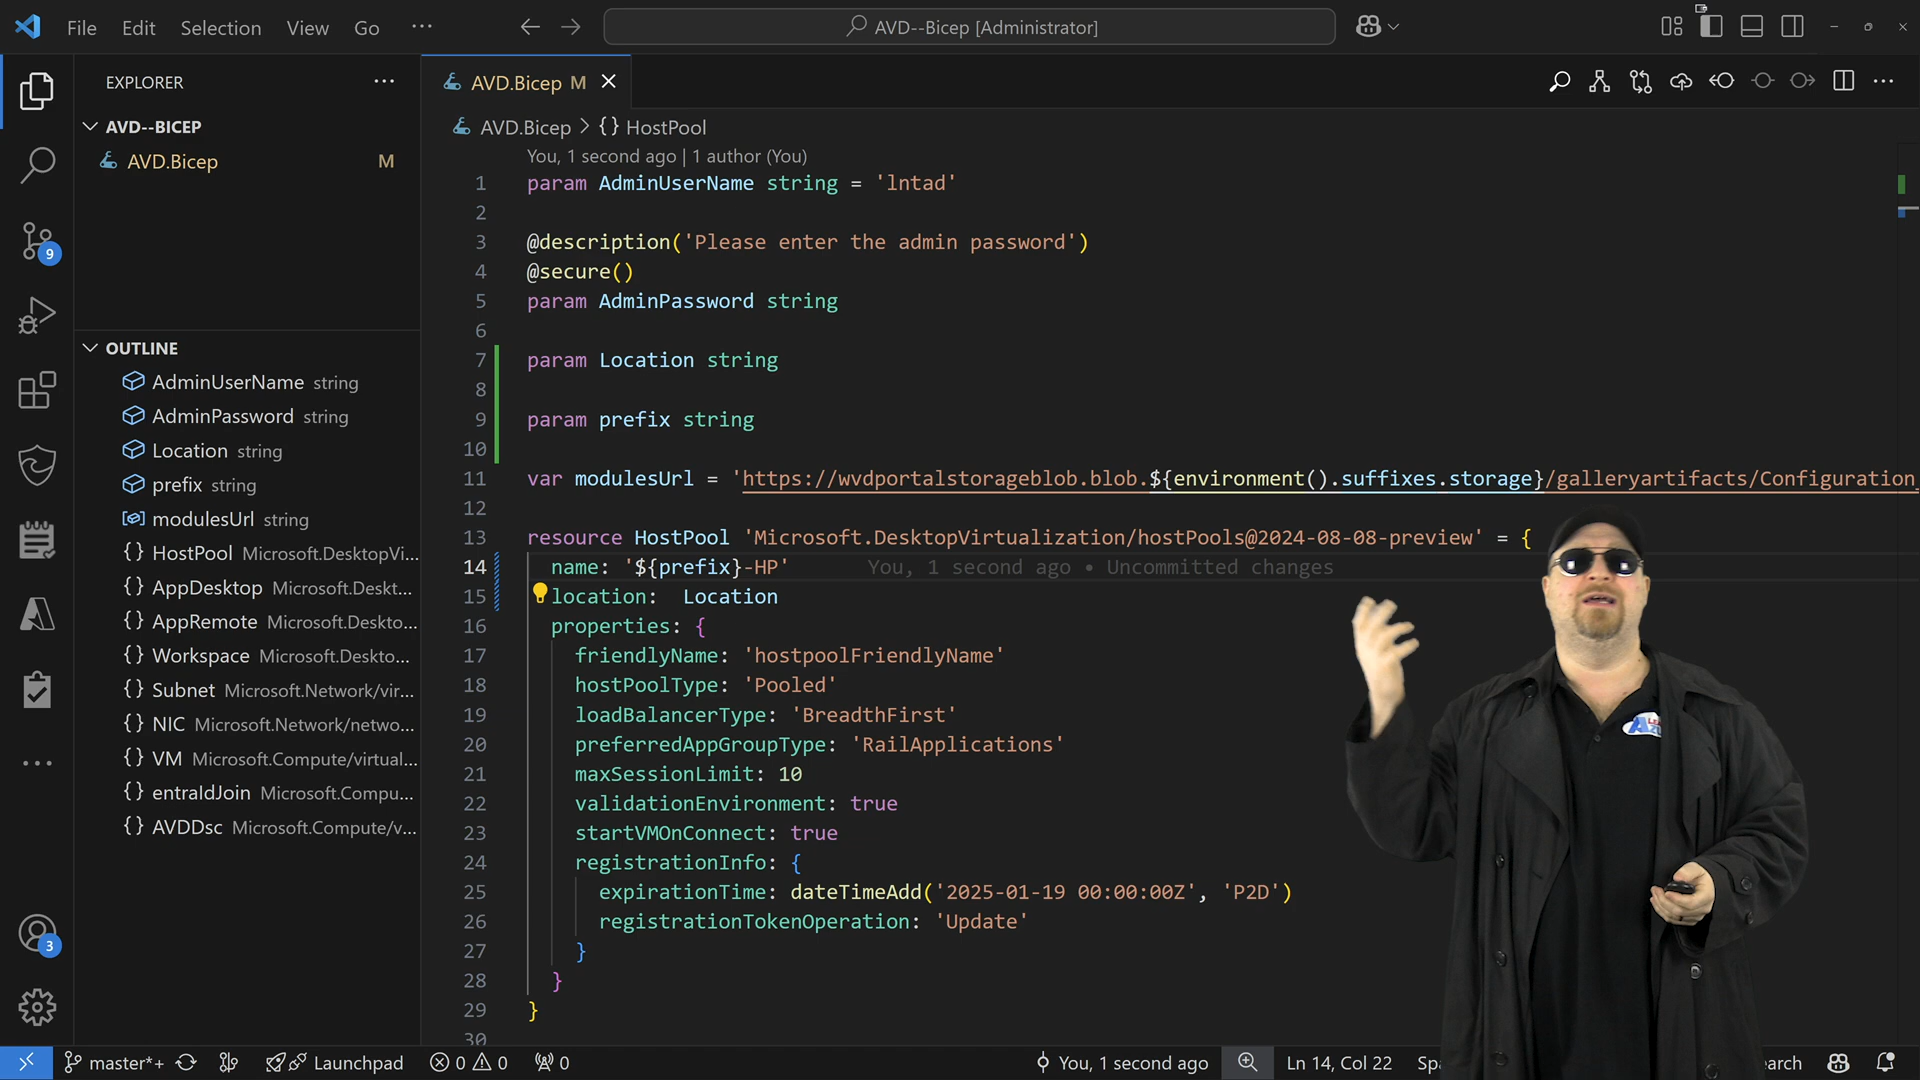 File Edit Selection View Go ···
AVD--Bicep [Administrator]
EXPLORER
AVD.Bicep M
AVD--BICEP
AVD.Bicep M
AVD.Bicep > {} HostPool
You, 1 second ago | 1 author (You)
1 param AdminUserName string = 'lntad'
2
3 @description('Please enter the admin password')
4 @secure()
5 param AdminPassword string
6
7 param Location string
8
9 param prefix string
10
11 var modulesUrl = 'https://wvdportalstorageblob.blob.${environment().suffixes.storage}/galleryartifacts/Configuration_
12
13 resource HostPool 'Microsoft.DesktopVirtualization/hostPools@2024-08-08-preview' = {
14 name: '${prefix}-HP' You, 1 second ago • Uncommitted changes
15 location: Location
16 properties: {
17 friendlyName: 'hostpoolFriendlyName'
18 hostPoolType: 'Pooled'
19 loadBalancerType: 'BreadthFirst'
20 preferredAppGroupType: 'RailApplications'
21 maxSessionLimit: 10
22 validationEnvironment: true
23 startVMOnConnect: true
24 registrationInfo: {
25 expirationTime: dateTimeAdd('2025-01-19 00:00:00Z', 'P2D')
26 registrationTokenOperation: 'Update'
27 }
28 }
29 }
30
OUTLINE
AdminUserName string
AdminPassword string
Location string
prefix string
modulesUrl string
{} HostPool Microsoft.DesktopVi...
{} AppDesktop Microsoft.Deskt...
{} AppRemote Microsoft.Deskto...
{} Workspace Microsoft.Deskto...
{} Subnet Microsoft.Network/vir...
{} NIC Microsoft.Network/netwo...
{} VM Microsoft.Compute/virtual...
{} entraIdJoin Microsoft.Compu...
{} AVDDsc Microsoft.Compute/v...
9
3
master*+ Launchpad 0 0 0
You, 1 second ago Ln 14, Col 22